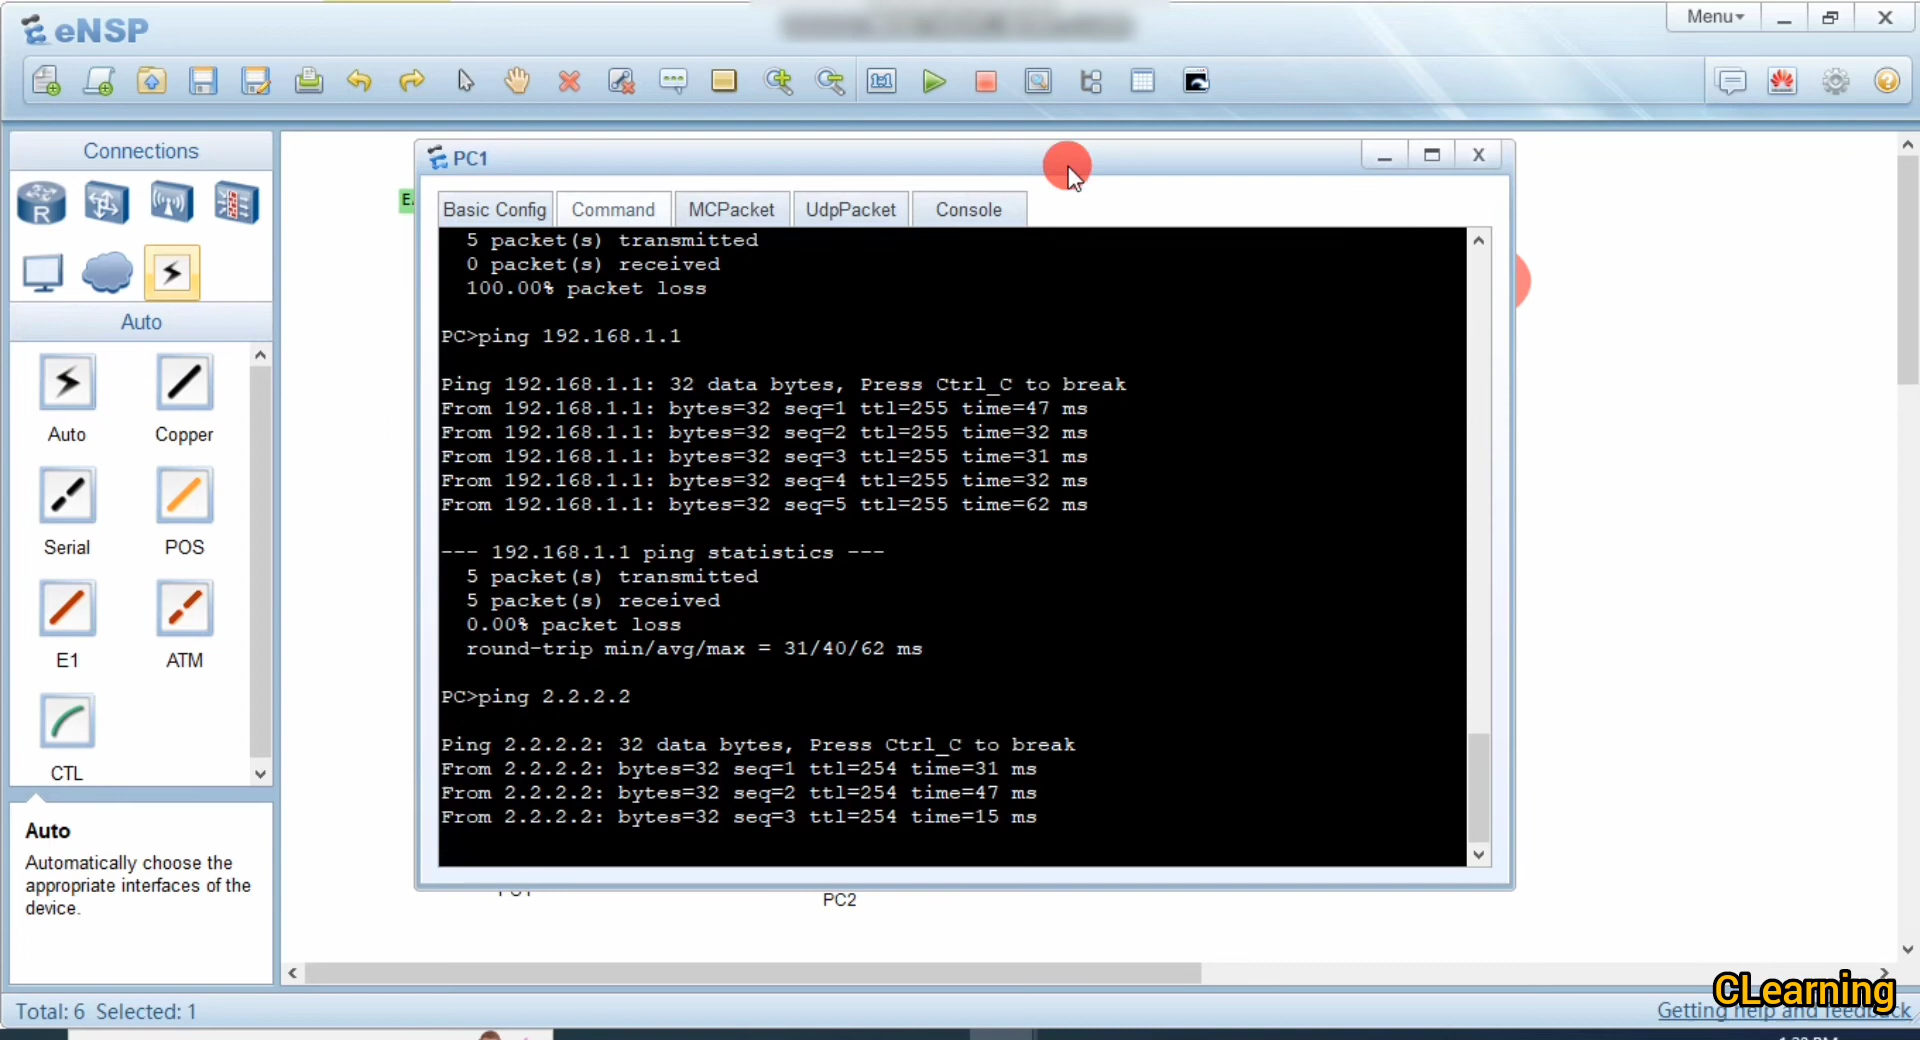 eNSP
Menu
Connections
R
Auto
Auto
Copper
Serial
POS
E1
ATM
CTL
Auto
Automatically choose the
appropriate interfaces of the
device.
PC1
Basic Config
Command
MCPacket
UdpPacket
Console
5 packet(s) transmitted
0 packet(s) received
100.00% packet loss
PC>ping 192.168.1.1
Ping 192.168.1.1: 32 data bytes, Press Ctrl_C to break
From 192.168.1.1: bytes=32 seq=1 ttl=255 time=47 ms
From 192.168.1.1: bytes=32 seq=2 ttl=255 time=32 ms
From 192.168.1.1: bytes=32 seq=3 ttl=255 time=31 ms
From 192.168.1.1: bytes=32 seq=4 ttl=255 time=32 ms
From 192.168.1.1: bytes=32 seq=5 ttl=255 time=62 ms
--- 192.168.1.1 ping statistics ---
5 packet(s) transmitted
5 packet(s) received
0.00% packet loss
round-trip min/avg/max = 31/40/62 ms
PC>ping 2.2.2.2
Ping 2.2.2.2: 32 data bytes, Press Ctrl_C to break
From 2.2.2.2: bytes=32 seq=1 ttl=254 time=31 ms
From 2.2.2.2: bytes=32 seq=2 ttl=254 time=47 ms
From 2.2.2.2: bytes=32 seq=3 ttl=254 time=15 ms
PC2
CLearning
Total: 6 Selected: 1
Getting help and feedback